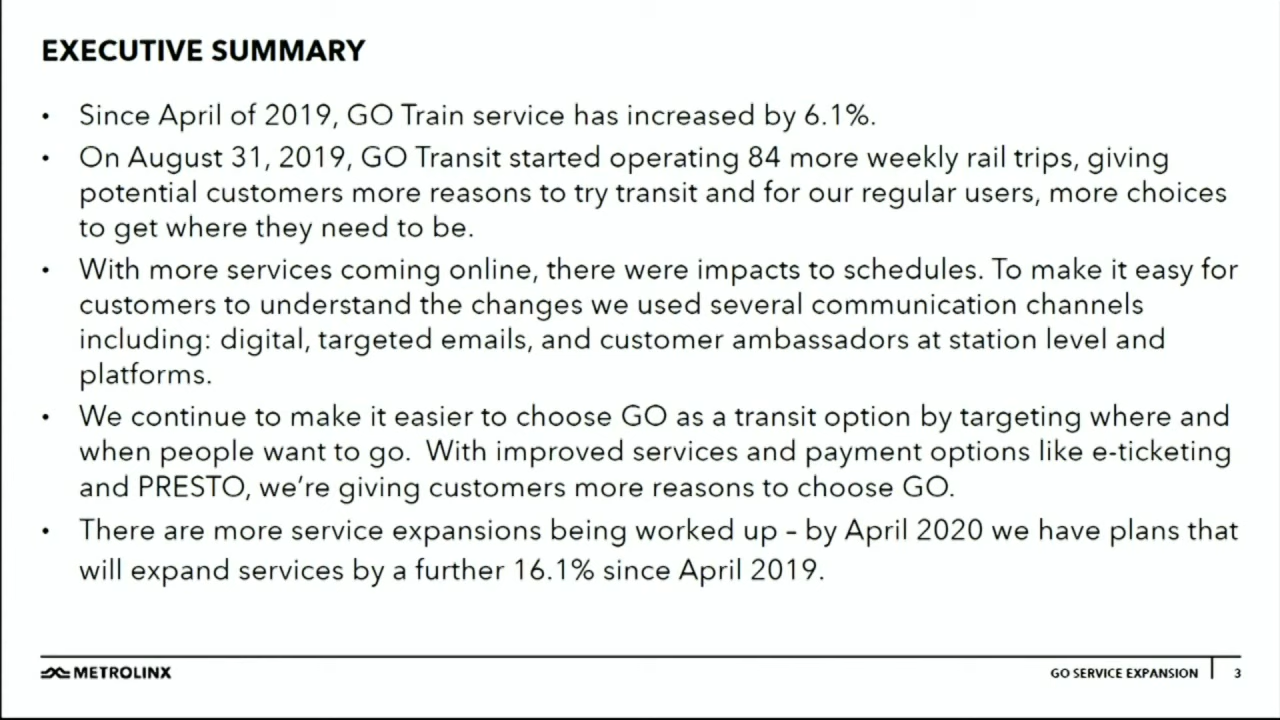 EXECUTIVE SUMMARY
• Since April of 2019, GO Train service has increased by 6.1%.
• On August 31, 2019, GO Transit started operating 84 more weekly rail trips, giving
potential customers more reasons to try transit and for our regular users, more choices
to get where they need to be.
• With more services coming online, there were impacts to schedules. To make it easy for
customers to understand the changes we used several communication channels
including: digital, targeted emails, and customer ambassadors at station level and
platforms.
• We continue to make it easier to choose GO as a transit option by targeting where and
when people want to go.  With improved services and payment options like e-ticketing
and PRESTO, we're giving customers more reasons to choose GO.
• There are more service expansions being worked up – by April 2020 we have plans that
will expand services by a further 16.1% since April 2019.
METROLINX
GO SERVICE EXPANSION 3